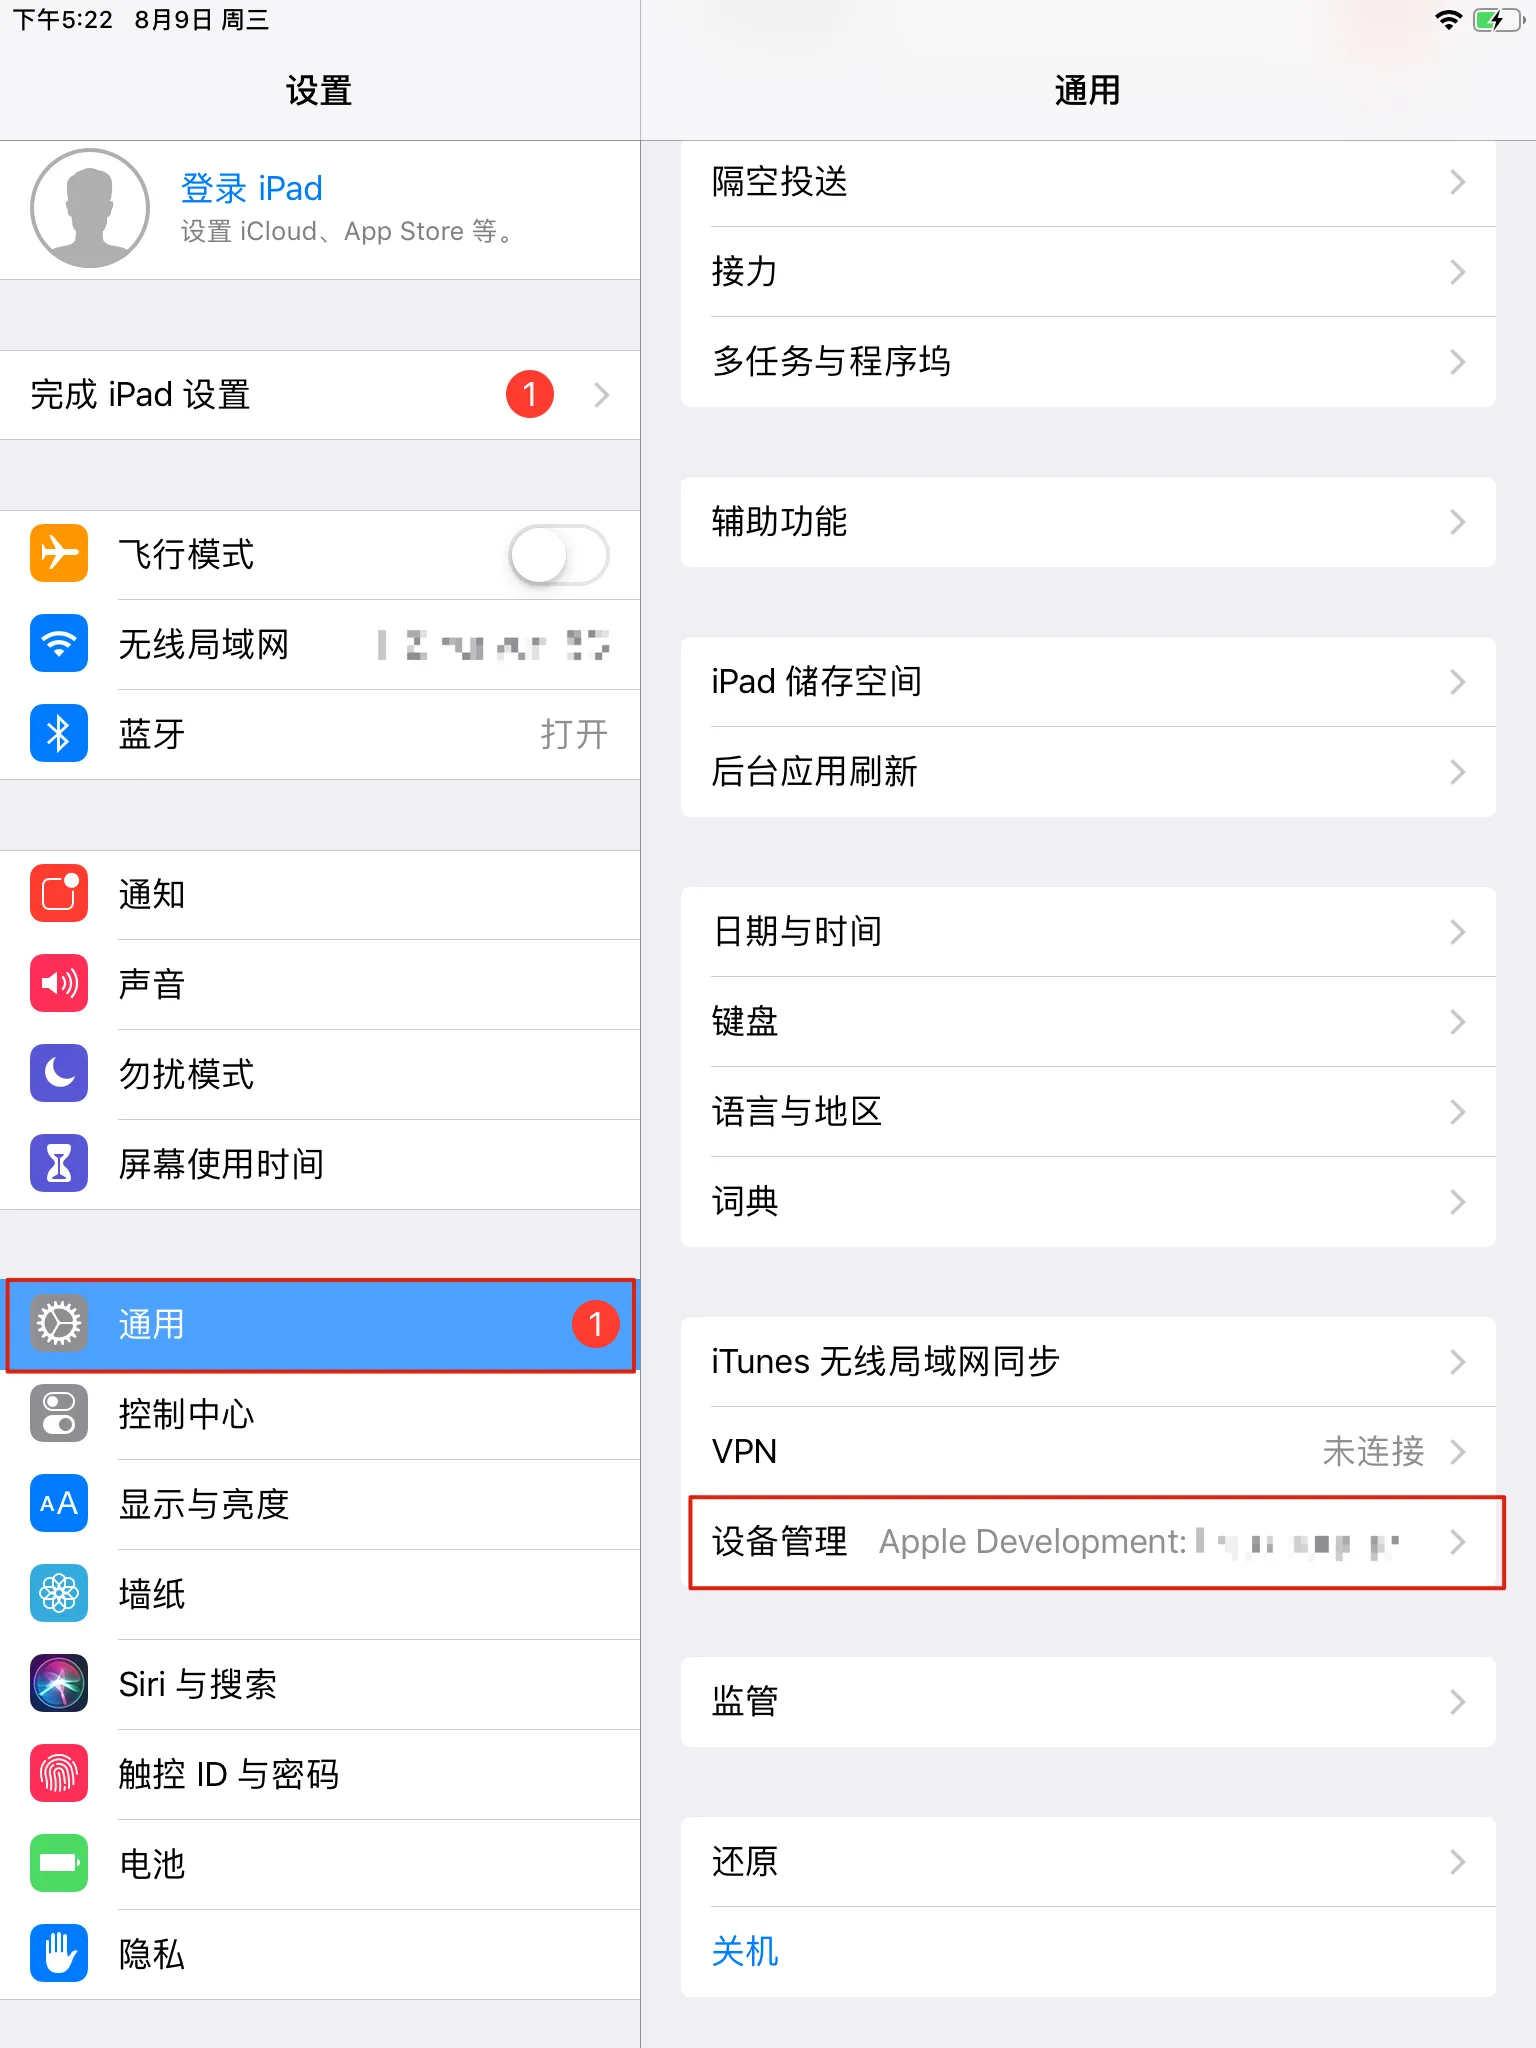 下午5:22 8月9日 周三
设置
登录 iPad
设置 iCloud、App Store 等。
完成 iPad 设置 1
飞行模式
无线局域网
蓝牙 打开
通知
声音
勿扰模式
屏幕使用时间
通用 1
控制中心
AA 显示与亮度
墙纸
Siri 与搜索
触控 ID 与密码
电池
隐私
通用
隔空投送
接力
多任务与程序坞
辅助功能
iPad 储存空间
后台应用刷新
日期与时间
键盘
语言与地区
词典
iTunes 无线局域网同步
VPN 未连接
设备管理 Apple Development:
监管
还原
关机